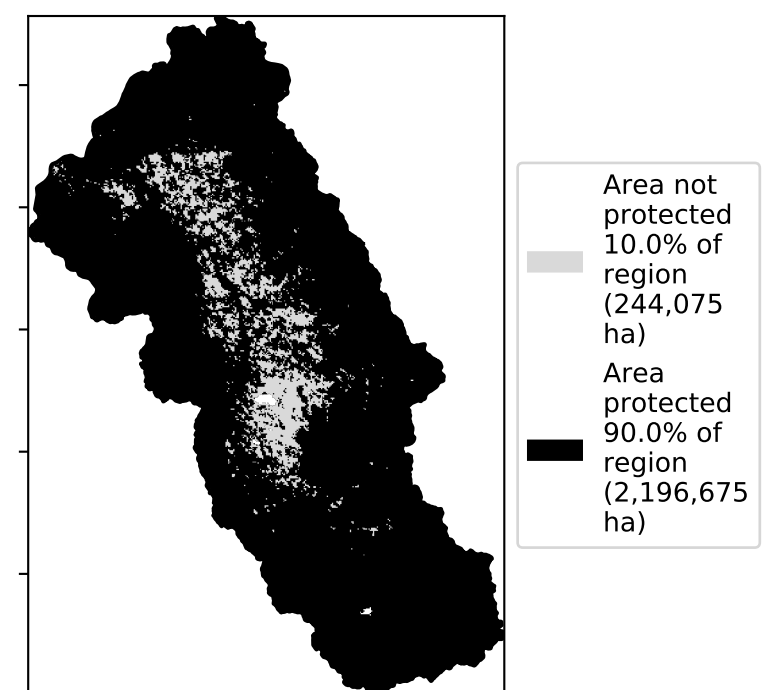 Area not
protected
10.0% of
region
(244,075
ha)
Area
protected
90.0% of
region
(2,196,675
ha)